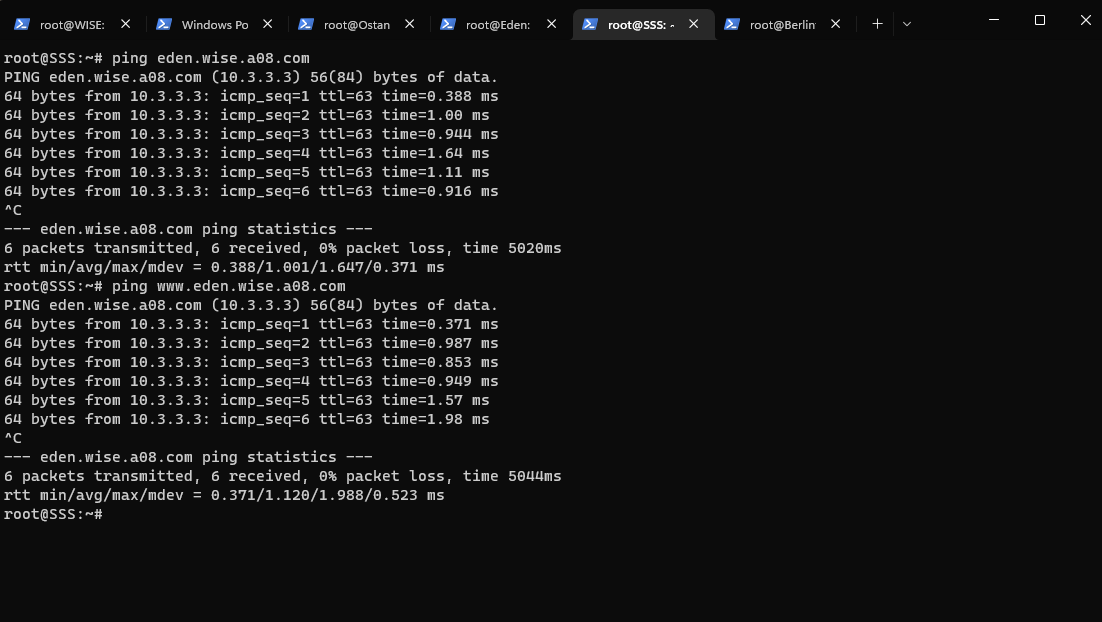 root@WISE: Windows Po root@Ostan root@Eden: root@SSS: ~ root@Berlin
root@SSS:~# ping eden.wise.a08.com
PING eden.wise.a08.com (10.3.3.3) 56(84) bytes of data.
64 bytes from 10.3.3.3: icmp_seq=1 ttl=63 time=0.388 ms
64 bytes from 10.3.3.3: icmp_seq=2 ttl=63 time=1.00 ms
64 bytes from 10.3.3.3: icmp_seq=3 ttl=63 time=0.944 ms
64 bytes from 10.3.3.3: icmp_seq=4 ttl=63 time=1.64 ms
64 bytes from 10.3.3.3: icmp_seq=5 ttl=63 time=1.11 ms
64 bytes from 10.3.3.3: icmp_seq=6 ttl=63 time=0.916 ms
^C
--- eden.wise.a08.com ping statistics ---
6 packets transmitted, 6 received, 0% packet loss, time 5020ms
rtt min/avg/max/mdev = 0.388/1.001/1.647/0.371 ms
root@SSS:~# ping www.eden.wise.a08.com
PING eden.wise.a08.com (10.3.3.3) 56(84) bytes of data.
64 bytes from 10.3.3.3: icmp_seq=1 ttl=63 time=0.371 ms
64 bytes from 10.3.3.3: icmp_seq=2 ttl=63 time=0.987 ms
64 bytes from 10.3.3.3: icmp_seq=3 ttl=63 time=0.853 ms
64 bytes from 10.3.3.3: icmp_seq=4 ttl=63 time=0.949 ms
64 bytes from 10.3.3.3: icmp_seq=5 ttl=63 time=1.57 ms
64 bytes from 10.3.3.3: icmp_seq=6 ttl=63 time=1.98 ms
^C
--- eden.wise.a08.com ping statistics ---
6 packets transmitted, 6 received, 0% packet loss, time 5044ms
rtt min/avg/max/mdev = 0.371/1.120/1.988/0.523 ms
root@SSS:~#